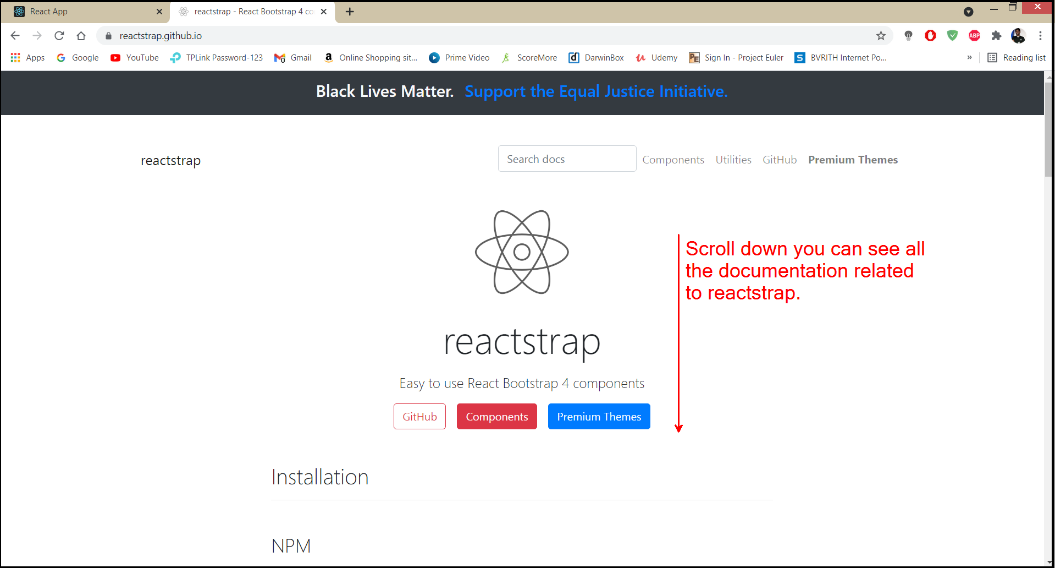 React App
reactstrap - React Bootstrap 4 co
reactstrap.github.io
ABP
Apps
Google
YouTube
TPLink Password-123
Gmail
Online Shopping sit...
Prime Video
ScoreMore
DarwinBox
Udemy
Sign In - Project Euler
BVRITH Internet Po...
»
Reading list
Black Lives Matter. Support the Equal Justice Initiative.
reactstrap
Search docs
Components
Utilities
GitHub
Premium Themes
Scroll down you can see all
the documentation related
to reactstrap.
reactstrap
Easy to use React Bootstrap 4 components
GitHub
Components
Premium Themes
Installation
NPM